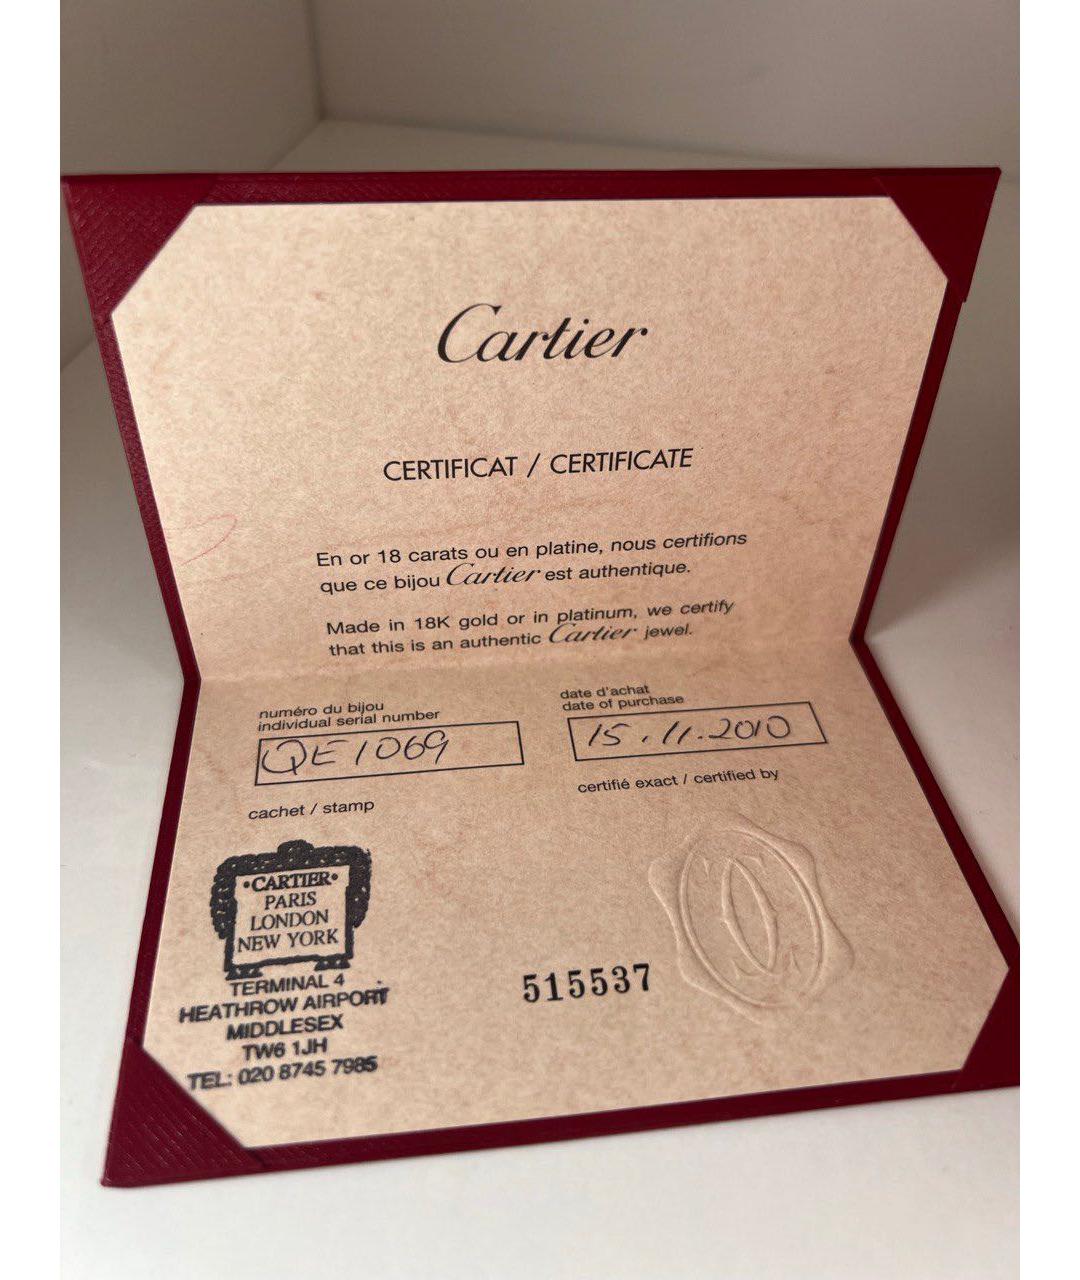 Cartier
CERTIFICAT / CERTIFICATE
En or 18 carats ou en platine, nous certifions
que ce bijou Cartier est authentique.
Made in 18K gold or in platinum, we certify
that this is an authentic Cartier jewel.
numéro du bijou
individual serial number
QE1069
date d'achat
date of purchase
15.11.2010
cachet / stamp
certifié exact / certified by
•CARTIER•
PARIS
LONDON
NEW YORK
TERMINAL 4
HEATHROW AIRPORT
MIDDLESEX
TW6 1JH
TEL: 020 8745 7985
515537